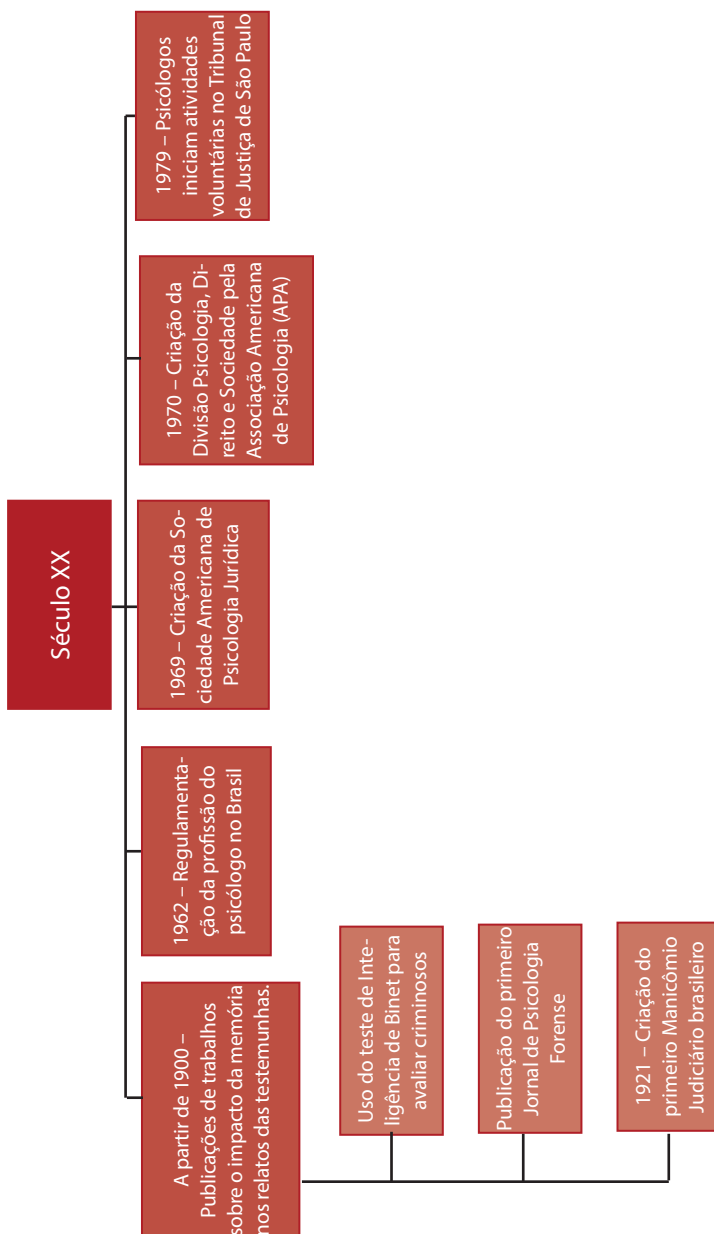 Século XX
A partir de 1900 –
Publicações de trabalhos
sobre o impacto da memória
nos relatos das testemunhas.
Uso do teste de Inte-
ligência de Binet para
avaliar criminosos
Publicação do primeiro
Jornal de Psicologia
Forense
1921 – Criação do
primeiro Manicômio
Judiciário brasileiro
1962 – Regulamenta-
ção da profissão do
psicólogo no Brasil
1969 – Criação da So-
ciedade Americana de
Psicologia Jurídica
1970 – Criação da
Divisão Psicologia, Di-
reito e Sociedade pela
Associação Americana
de Psicologia (APA)
1979 – Psicólogos
iniciam atividades
voluntárias no Tribunal
de Justiça de São Paulo